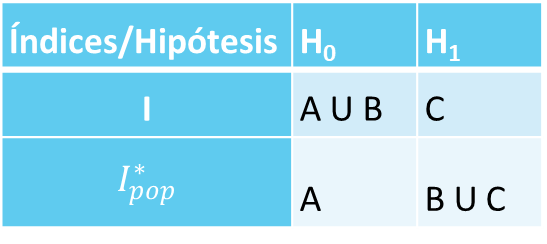 Índices/Hipótesis H₀ H₁
I A U B C
I*pop A B U C